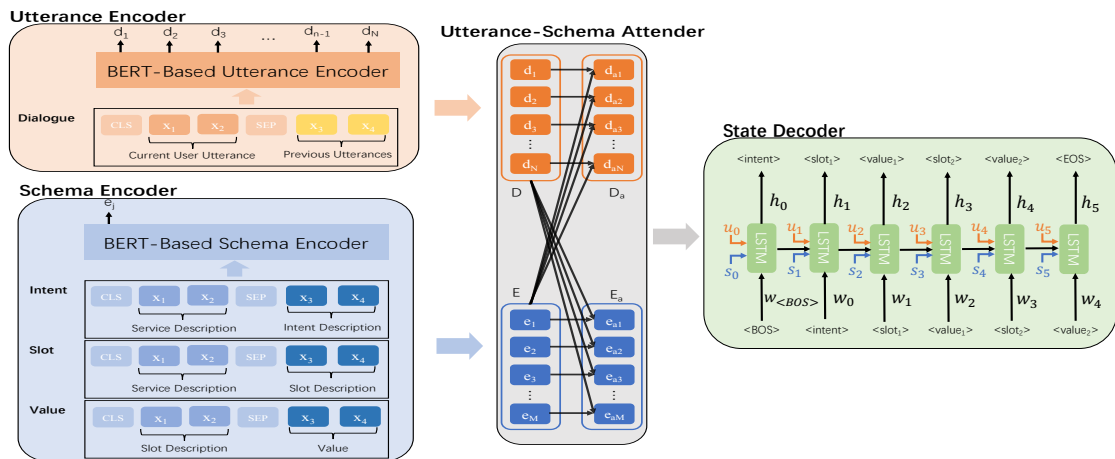 Utterance Encoder
d1 d2 d3 ... dn-1 dN
BERT-Based Utterance Encoder
Dialogue
CLS x1 x2 SEP x3 x4
Current User Utterance Previous Utterances
Schema Encoder
ei
BERT-Based Schema Encoder
Intent
CLS x1 x2 SEP x3 x4
Service Description Intent Description
Slot
CLS x1 x2 SEP x3 x4
Service Description Slot Description
Value
CLS x1 x2 SEP x3 x4
Slot Description Value
Utterance-Schema Attender
d1 da1
d2 da2
d3 da3
⋮ ⋮
dN daN
D Da
E Ea
e1 ea1
e2 ea2
e3 ea3
⋮ ⋮
eM eaM
State Decoder
<intent> <slot1> <value1> <slot2> <value2> <EOS>
h0 h1 h2 h3 h4 h5
u0 u1 u2 u3 u4 u5
LSTM LSTM LSTM LSTM LSTM LSTM
s0 s1 s2 s3 s4 s5
w<BOS> w0 w1 w2 w3 w4
<BOS> <intent> <slot1> <value1> <slot2> <value2>